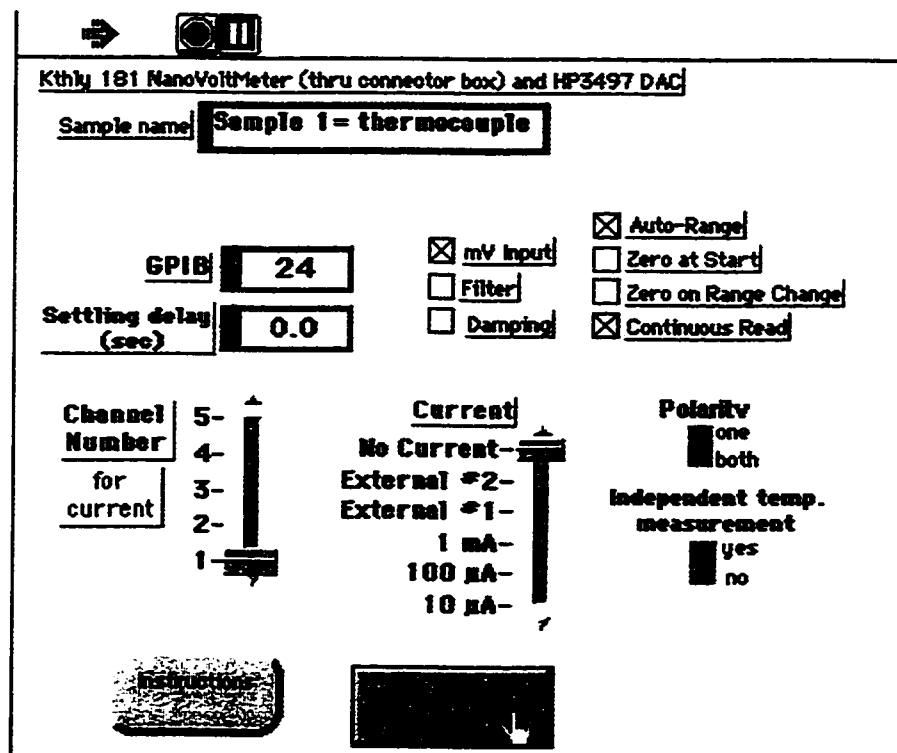 Kthly 181 NanoVoltMeter (thru connector box) and HP3497 DAC
Sample name
Sample 1= thermocouple
GPIB
24
Settling delay
(sec)
0.0
mV Input
Filter
Damping
Auto-Range
Zero at Start
Zero on Range Change
Continuous Read
Channel
Number
for
current
5-
4-
3-
2-
1-
Current
No Current-
External #2-
External #1-
1 mA-
100 µA-
10 µA-
Polarity
one
both
Independent temp.
measurement
yes
no
Instructions